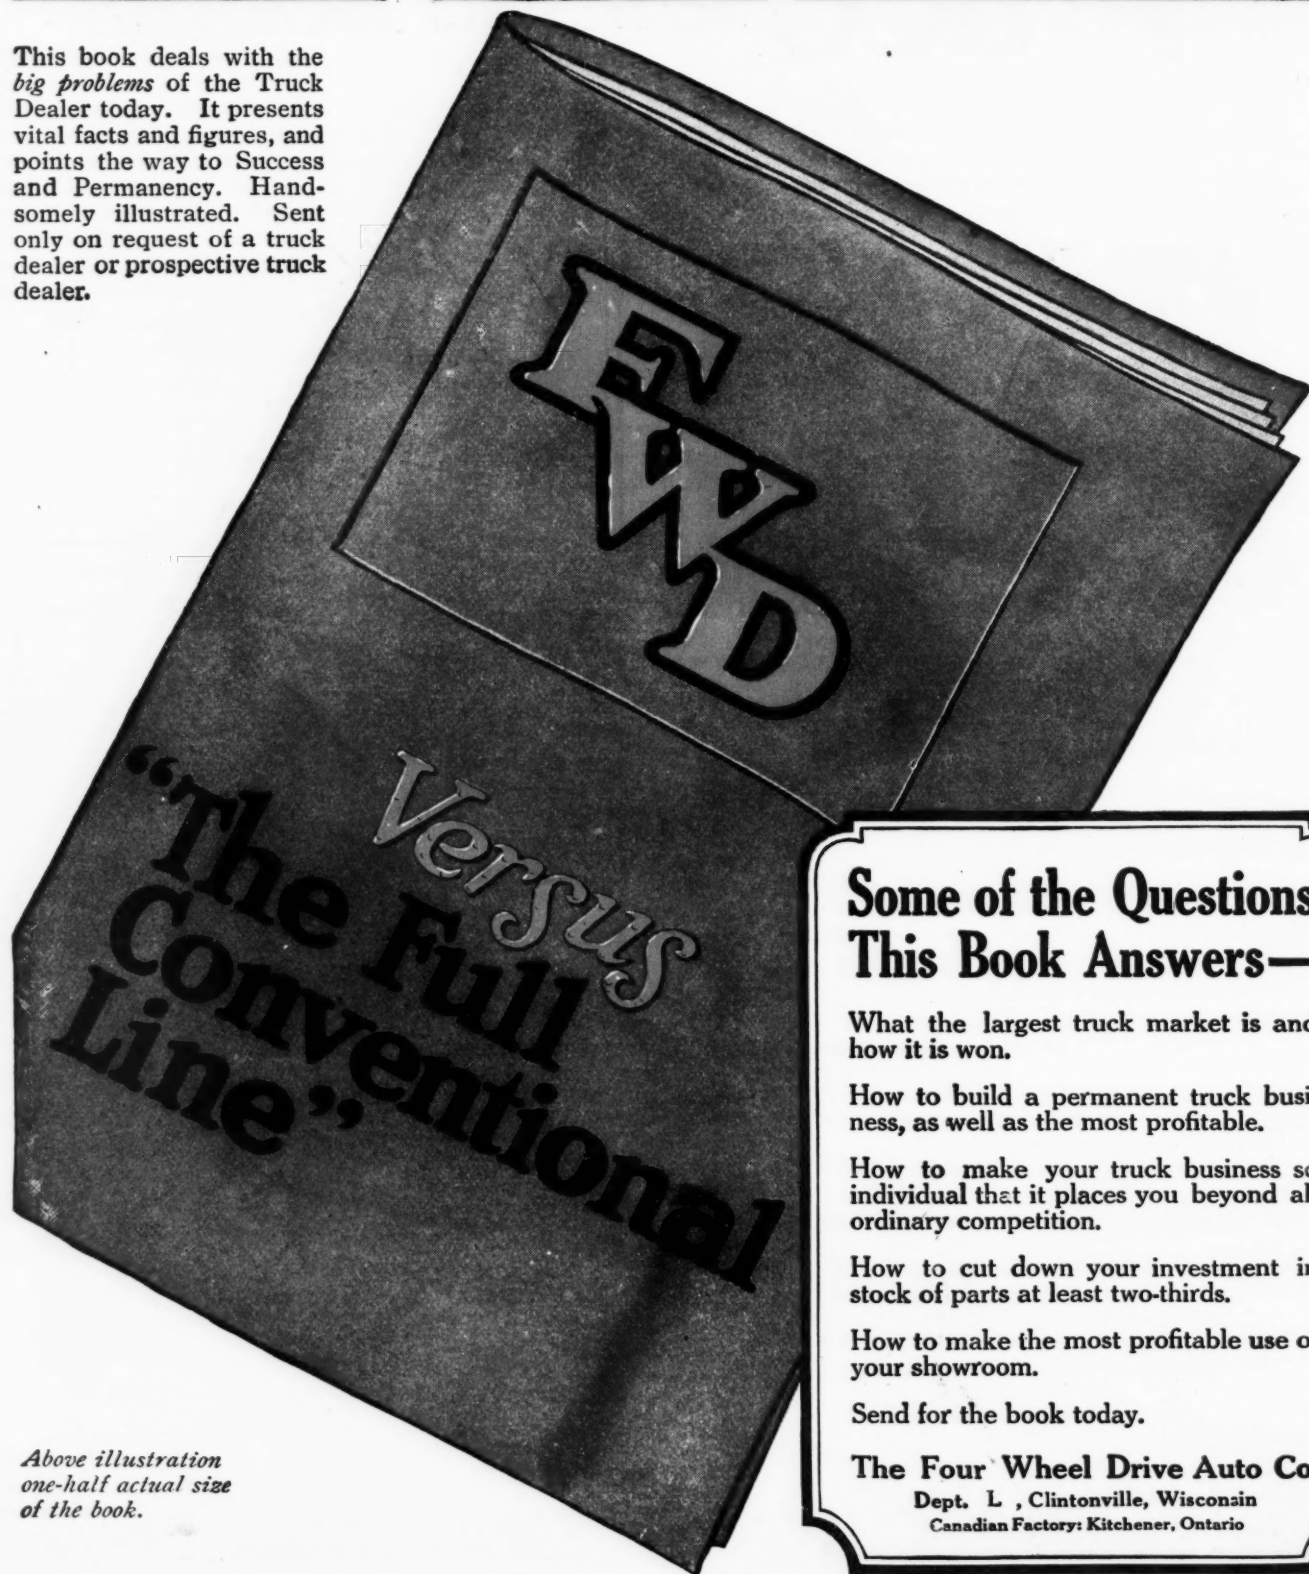 This book deals with the
big problems of the Truck
Dealer today. It presents
vital facts and figures, and
points the way to Success
and Permanency. Hand-
somely illustrated. Sent
only on request of a truck
dealer or prospective truck
dealer.
FWD
Versus
“The Full
Conventional
Line”
Some of the Questions
This Book Answers—
What the largest truck market is and
how it is won.
How to build a permanent truck busi
ness, as well as the most profitable.
How to make your truck business so
individual that it places you beyond al
ordinary competition.
How to cut down your investment in
stock of parts at least two-thirds.
How to make the most profitable use o
your showroom.
Send for the book today.
The Four Wheel Drive Auto Co
Dept. L , Clintonville, Wisconsin
Canadian Factory: Kitchener, Ontario
Above illustration
one-half actual size
of the book.